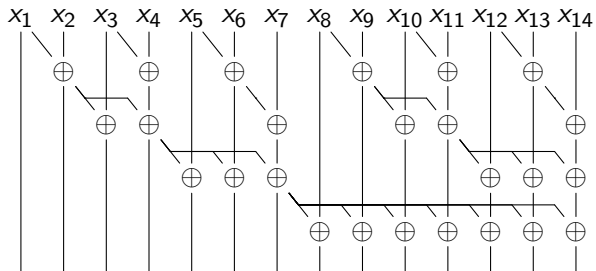 x₁ x₂ x₃ x₄ x₅ x₆ x₇ x₈ x₉ x₁₀ x₁₁ x₁₂ x₁₃ x₁₄